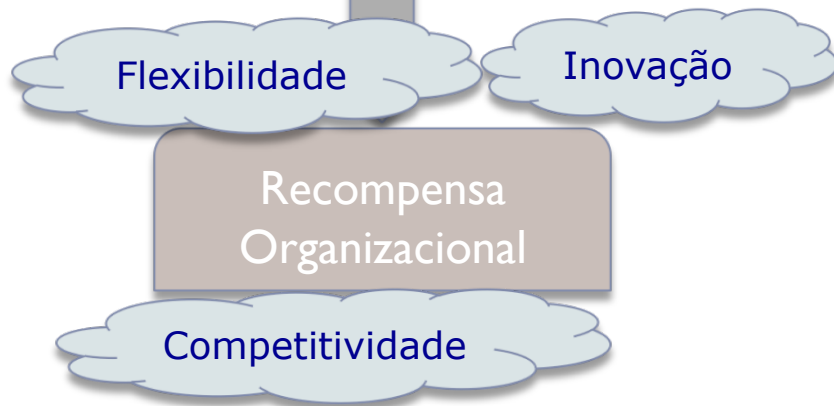 Flexibilidade
Inovação
Recompensa
Organizacional
Competitividade